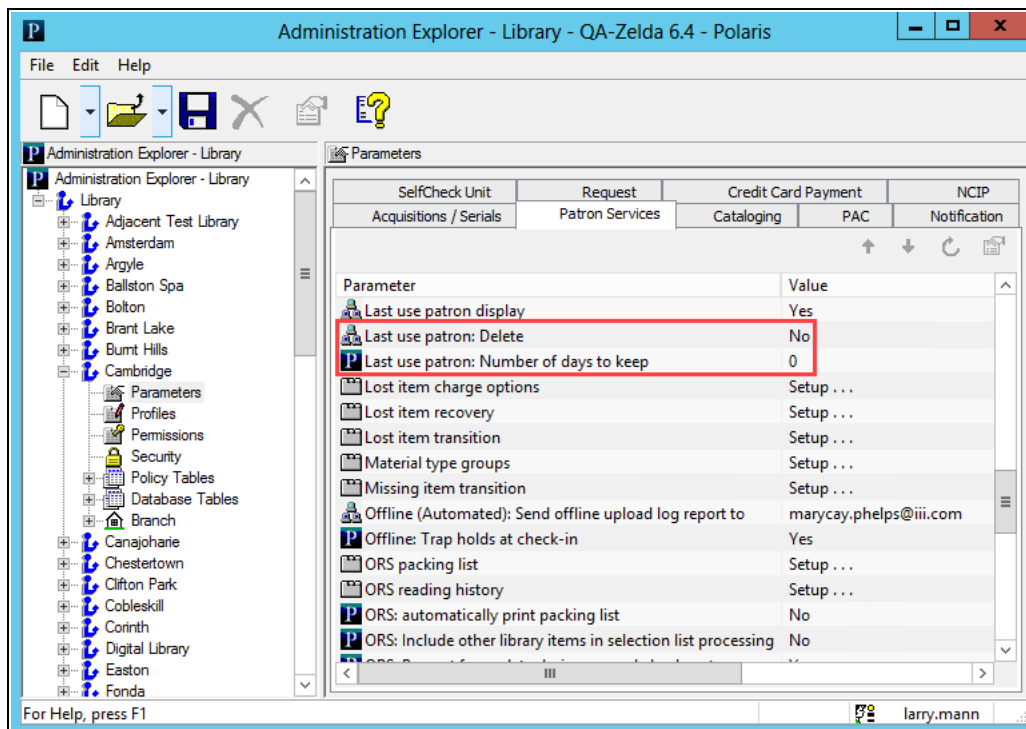 Administration Explorer - Library - QA-Zelda 6.4 - Polaris
File Edit Help
Administration Explorer - Library
Administration Explorer - Library
Library
Adjacent Test Library
Amsterdam
Argyle
Ballston Spa
Bolton
Brant Lake
Burnt Hills
Cambridge
Parameters
Profiles
Permissions
Security
Policy Tables
Database Tables
Branch
Canajoharie
Chestertown
Clifton Park
Cobleskill
Corinth
Digital Library
Easton
Fonda
Parameters
SelfCheck Unit Request Credit Card Payment NCIP
Acquisitions / Serials Patron Services Cataloging PAC Notification
Parameter Value
Last use patron display Yes
Last use patron: Delete No
Last use patron: Number of days to keep 0
Lost item charge options Setup . . .
Lost item recovery Setup . . .
Lost item transition Setup . . .
Material type groups Setup . . .
Missing item transition Setup . . .
Offline (Automated): Send offline upload log report to marycay.phelps@iii.com
Offline: Trap holds at check-in Yes
ORS packing list Setup . . .
ORS reading history Setup . . .
ORS: automatically print packing list No
ORS: Include other library items in selection list processing No
For Help, press F1 larry.mann